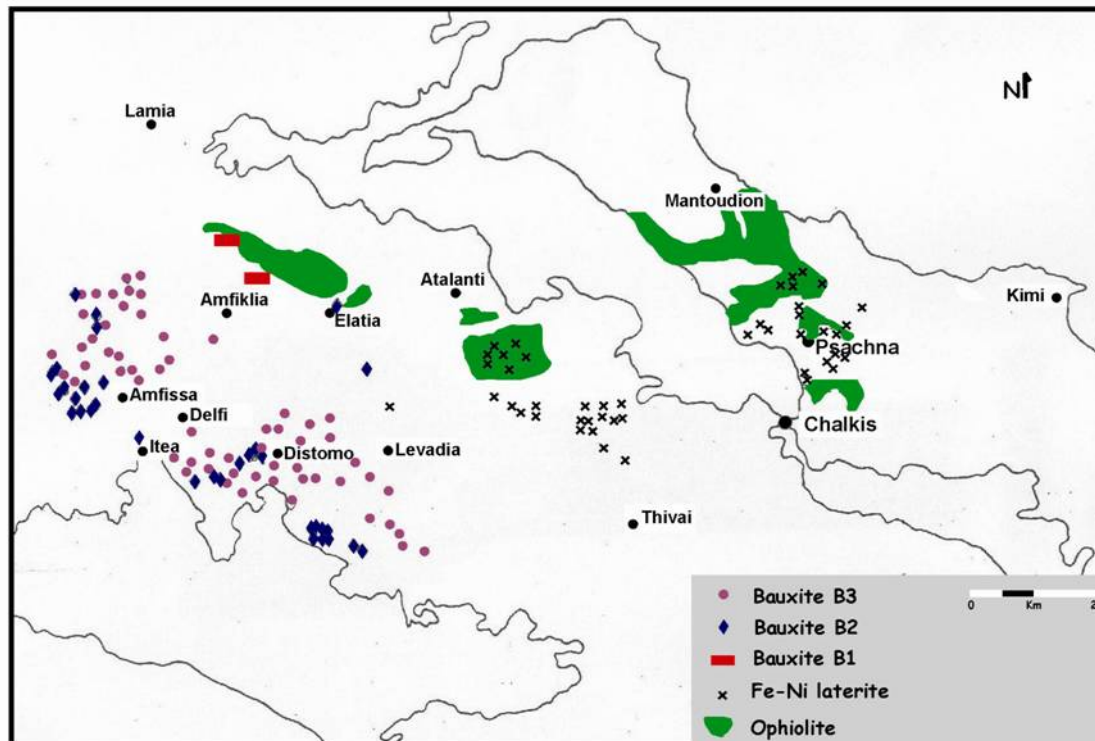 N
Lamia
Mantoudion
Atalanti
Kimi
Amfiklia
Elatia
Psachna
Amfissa
Delfi
Chalkis
Itea
Distomo
Levadia
Thivai
Bauxite B3
0 2
Km
Bauxite B2
Bauxite B1
Fe-Ni laterite
Ophiolite